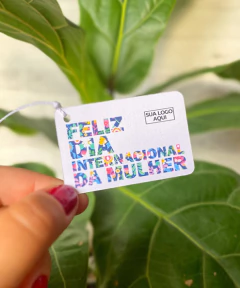 FELIZ
DIA
INTERNACIONAL
DA MULHER
SUA LOGO
AQUI